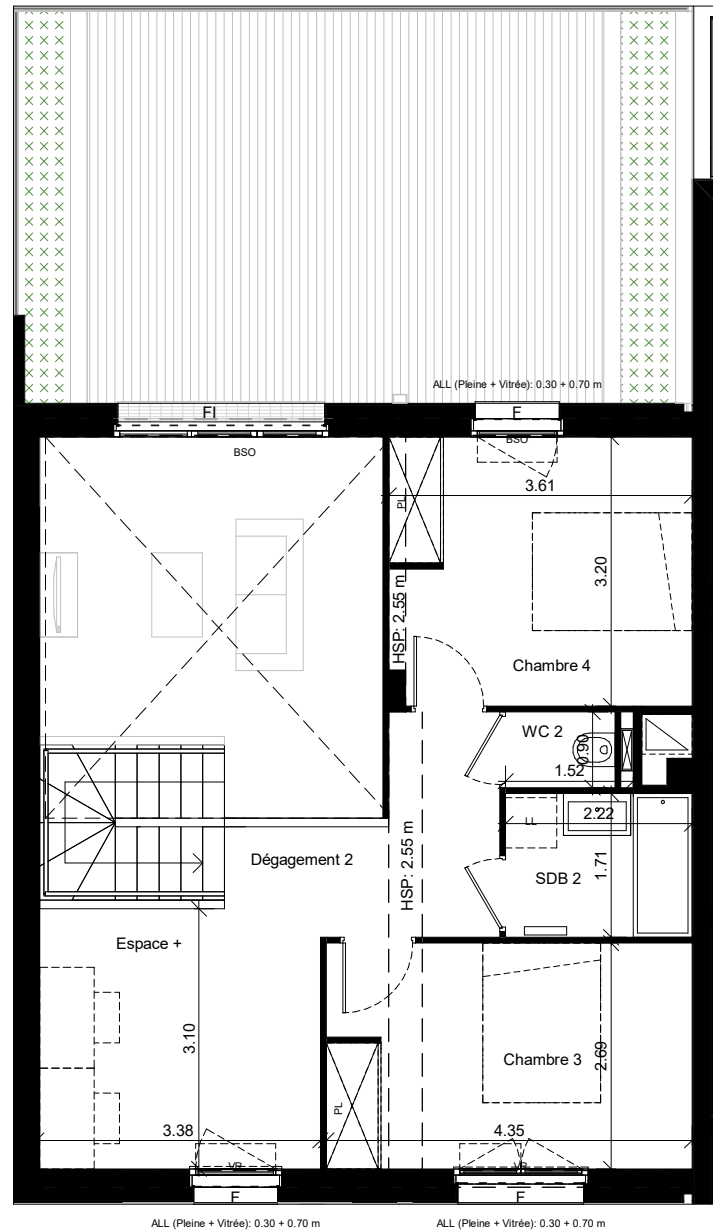 ALL (Pleine + Vitrée): 0.30 + 0.70 m
FI
F
BSO
BSO
3.61
PL
3.20
HSP: 2.55 m
Chambre 4
WC 2
0.90
1.52
2.22
LL
HSP: 2.55 m
1.71
Dégagement 2
SDB 2
Espace +
3.10
Chambre 3
2.69
PL
3.38
4.35
VR
VR
F
F
ALL (Pleine + Vitrée): 0.30 + 0.70 m
ALL (Pleine + Vitrée): 0.30 + 0.70 m